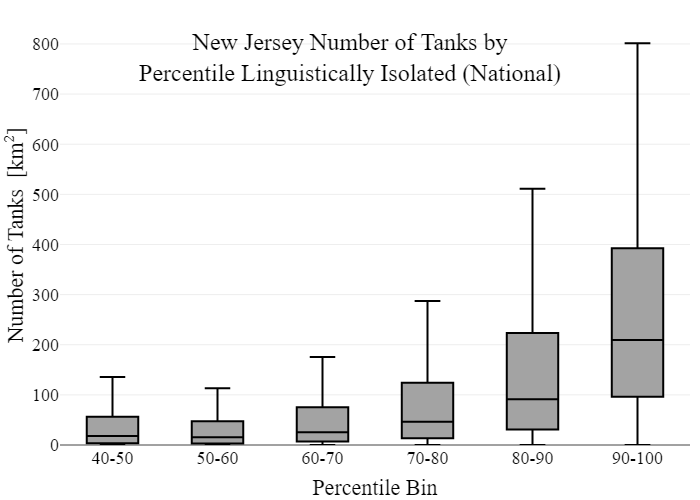 New Jersey Number of Tanks by
Percentile Linguistically Isolated (National)
Number of Tanks [km²]
800
700
600
500
400
300
200
100
0
40-50 50-60 60-70 70-80 80-90 90-100
Percentile Bin